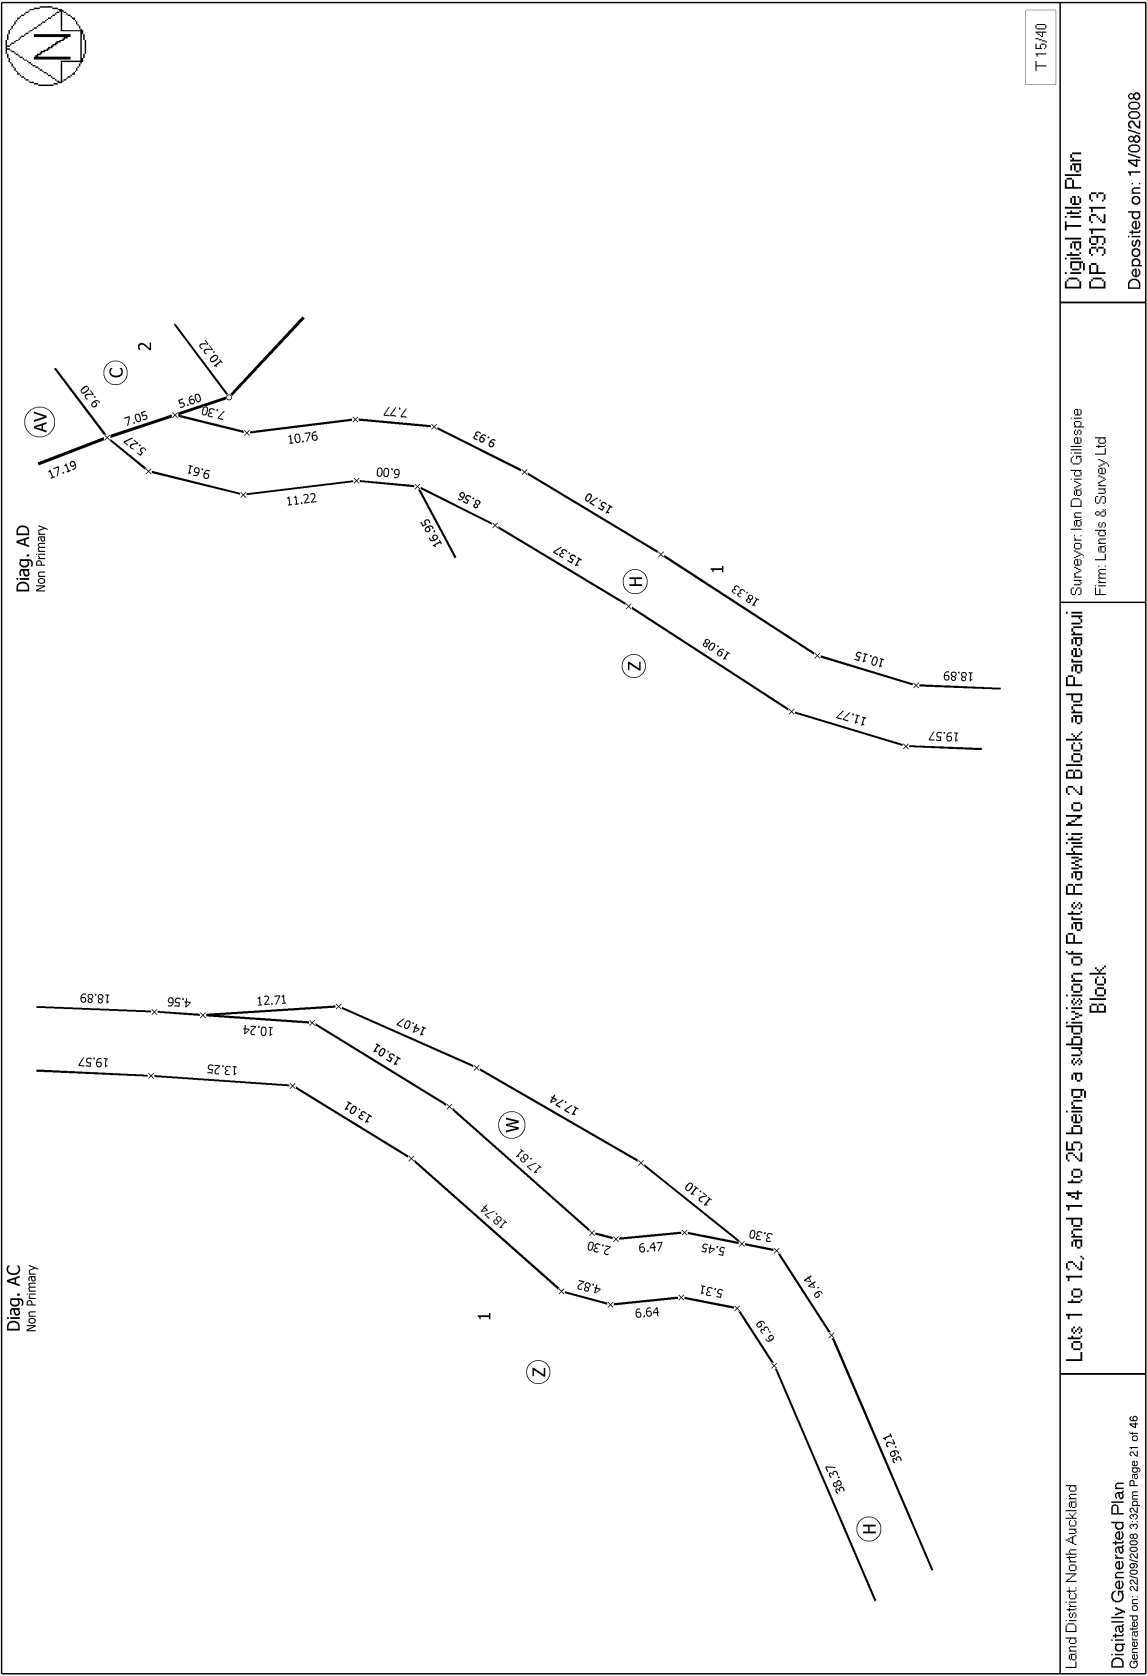 Diag. AC
Non Primary
18.89
4.56
12.71
10.24
14.07
15.01
17.74
17.81
12.10
2.30
9.47
5.45
3.30
9.44
39.21
19.57
13.25
13.01
18.74
4.82
9.64
5.31
6.39
38.37
W
1
Z
H
Diag. AD
Non Primary
AV
C
2
17.19
9.20
7.05
5.60
10.22
5.27
7.30
9.61
10.76
7.77
11.22
6.00
9.93
8.56
16.95
15.70
15.37
H
1
18.33
Z
19.08
10.15
11.77
18.89
19.57
N
T 15/40
Land District: North Auckland
Digitally Generated Plan
Generated on: 22/09/2008 3:32pm Page 21 of 46
Lots 1 to 12, and 14 to 25 being a subdivision of Parts Rawhiti No 2 Block and Pareanui
Block
Surveyor: Ian David Gillespie
Firm: Lands & Survey Ltd
Digital Title Plan
DP 391213
Deposited on: 14/08/2008